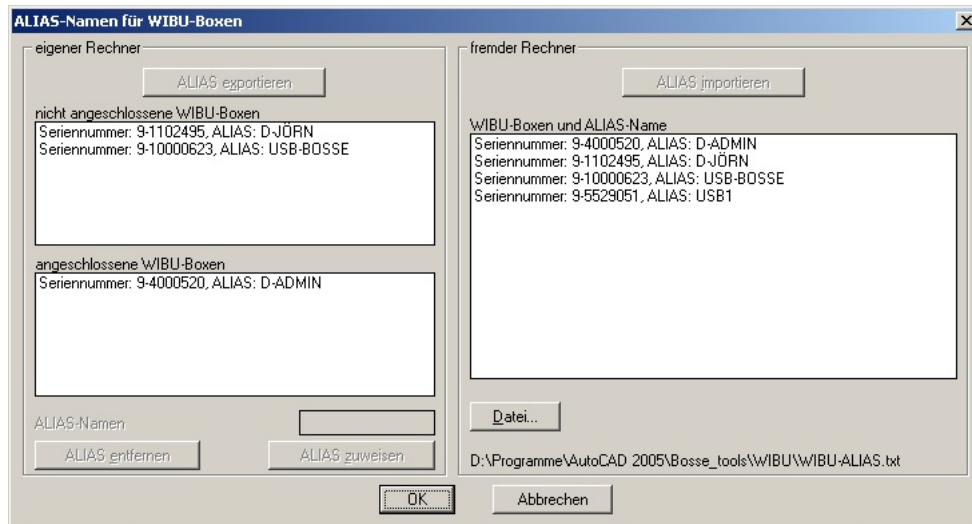 ALIAS-Namen für WIBU-Boxen
eigener Rechner
ALIAS exportieren
nicht angeschlossene WIBU-Boxen
Seriennummer: 9-1102495, ALIAS: D-JÖRN
Seriennummer: 9-10000623, ALIAS: USB-BOSSE
angeschlossene WIBU-Boxen
Seriennummer: 9-4000520, ALIAS: D-ADMIN
ALIAS-Namen
ALIAS entfernen
ALIAS zuweisen
fremder Rechner
ALIAS importieren
WIBU-Boxen und ALIAS-Name
Seriennummer: 9-4000520, ALIAS: D-ADMIN
Seriennummer: 9-1102495, ALIAS: D-JÖRN
Seriennummer: 9-10000623, ALIAS: USB-BOSSE
Seriennummer: 9-5529051, ALIAS: USB1
Datei...
D:\Programme\AutoCAD 2005\Bosse_tools\WIBU\WIBU-ALIAS.txt
OK
Abbrechen